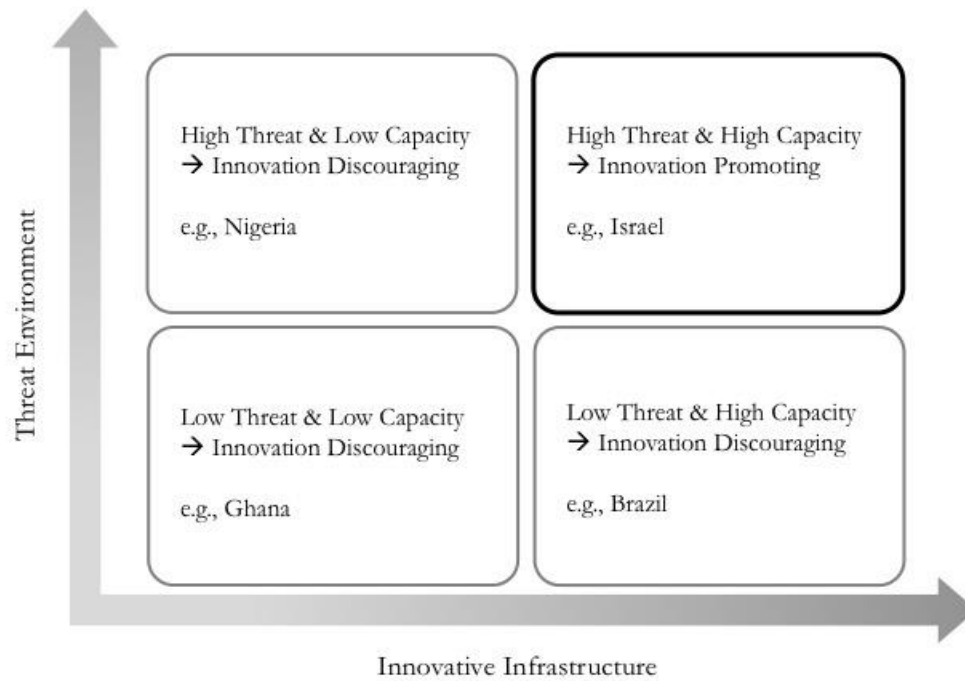 Threat Environment
High Threat & Low Capacity
→ Innovation Discouraging
e.g., Nigeria
High Threat & High Capacity
→ Innovation Promoting
e.g., Israel
Low Threat & Low Capacity
→ Innovation Discouraging
e.g., Ghana
Low Threat & High Capacity
→ Innovation Discouraging
e.g., Brazil
Innovative Infrastructure